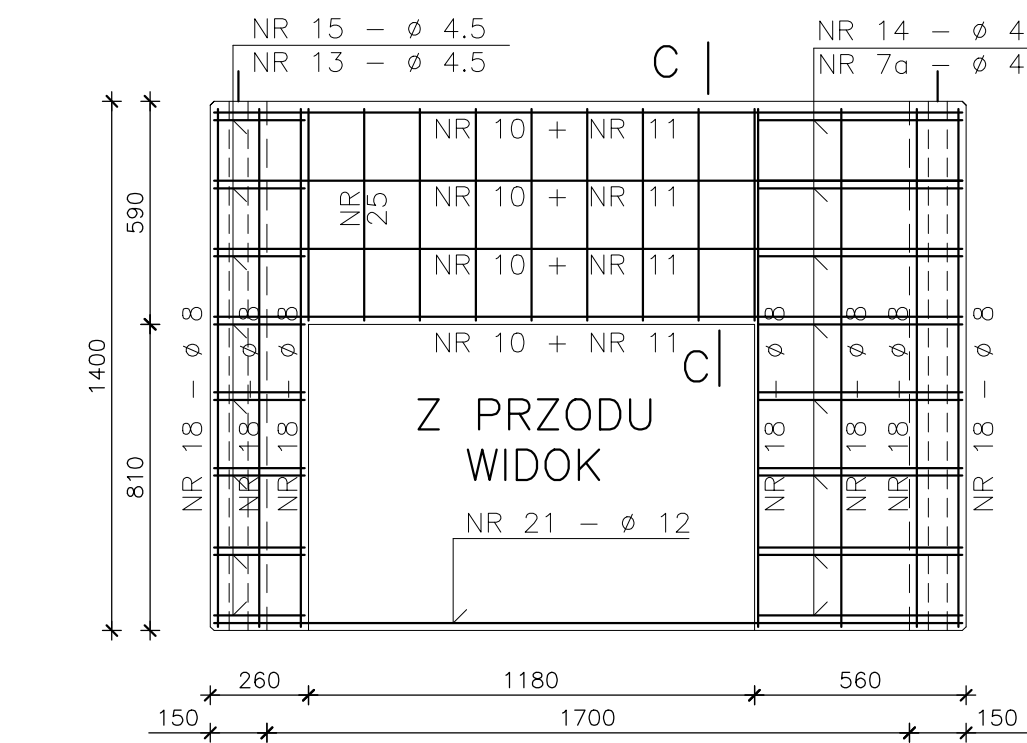 NR 15 – ø 4.5
NR 13 – ø 4.5
NR 14 – ø 4
NR 7a – ø 4
C
NR 10 + NR 11
NR 10 + NR 11
NR 10 + NR 11
NR 10 + NR 11
NR 25
C
590
1400
810
NR 18 – ø 8
NR 18 – ø 8
NR 18 – ø 8
NR 18 – ø 8
NR 18 – ø 8
NR 18 – ø 8
NR 18 – ø 8
Z PRZODU
WIDOK
NR 21 – ø 12
260
1180
560
150
1700
150